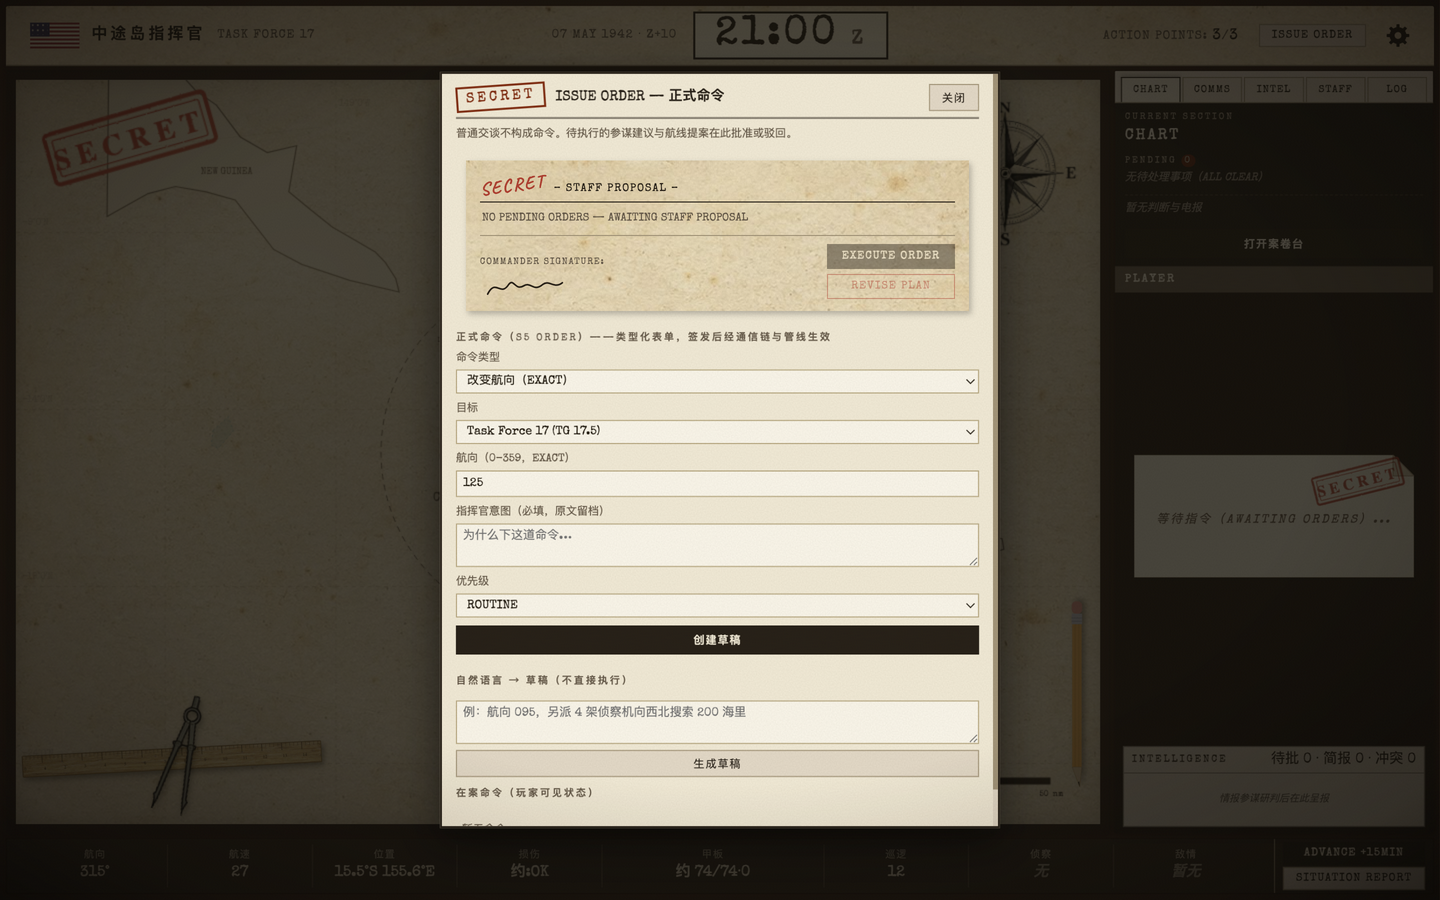 中途岛指挥官 TASK FORCE 17
07 MAY 1942 · Z+10
21:00 Z
ACTION POINTS: 3/3
ISSUE ORDER
SECRET
NEW GUINEA
N
E
S
60 nm
SECRET ISSUE ORDER — 正式命令
关闭
普通交谈不构成命令。待执行的参谋建议与航线提案在此批准或驳回。
SECRET – STAFF PROPOSAL –
NO PENDING ORDERS — AWAITING STAFF PROPOSAL
COMMANDER SIGNATURE:
EXECUTE ORDER
REVISE PLAN
正式命令（S5 ORDER）——类型化表单，签发后经通信链与管线生效
命令类型
改变航向（EXACT）
目标
Task Force 17 (TG 17.5)
航向（0–359, EXACT）
125
指挥官意图（必填，原文留档）
为什么下这道命令...
优先级
ROUTINE
创建草稿
自然语言 → 草稿（不直接执行）
例：航向 095，另派 4 架侦察机向西北搜索 200 海里
生成草稿
在案命令（玩家可见状态）
CHART COMMS INTEL STAFF LOG
CURRENT SECTION
CHART
PENDING 0
无待处理事项（ALL CLEAR）
暂无判断与电报
打开案卷台
PLAYER
SECRET
等待指令（AWAITING ORDERS）...
INTELLIGENCE 待批 0 · 简报 0 · 冲突 0
情报参谋研判后在此呈报
航向 航速 位置 损伤 甲板 巡逻 侦察 敌情
315° 27 15.5°S 155.6°E 约:OK 约 74/74·0 12 无 暂无
ADVANCE +15MIN
SITUATION REPORT